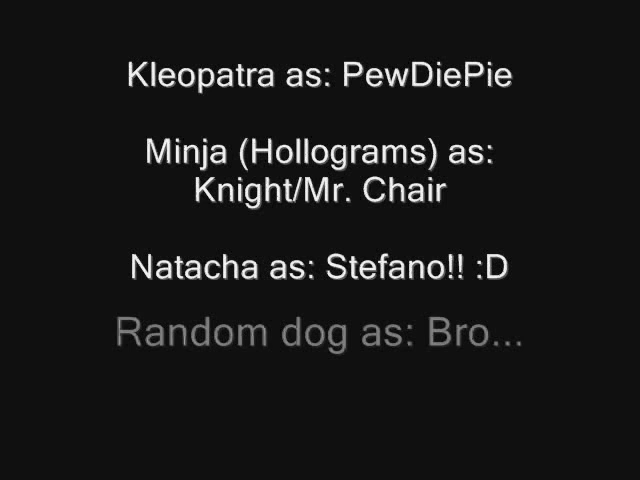 Kleopatra as: PewDiePie
Minja (Hollograms) as:
Knight/Mr. Chair
Natacha as: Stefano!! :D
Random dog as: Bro...